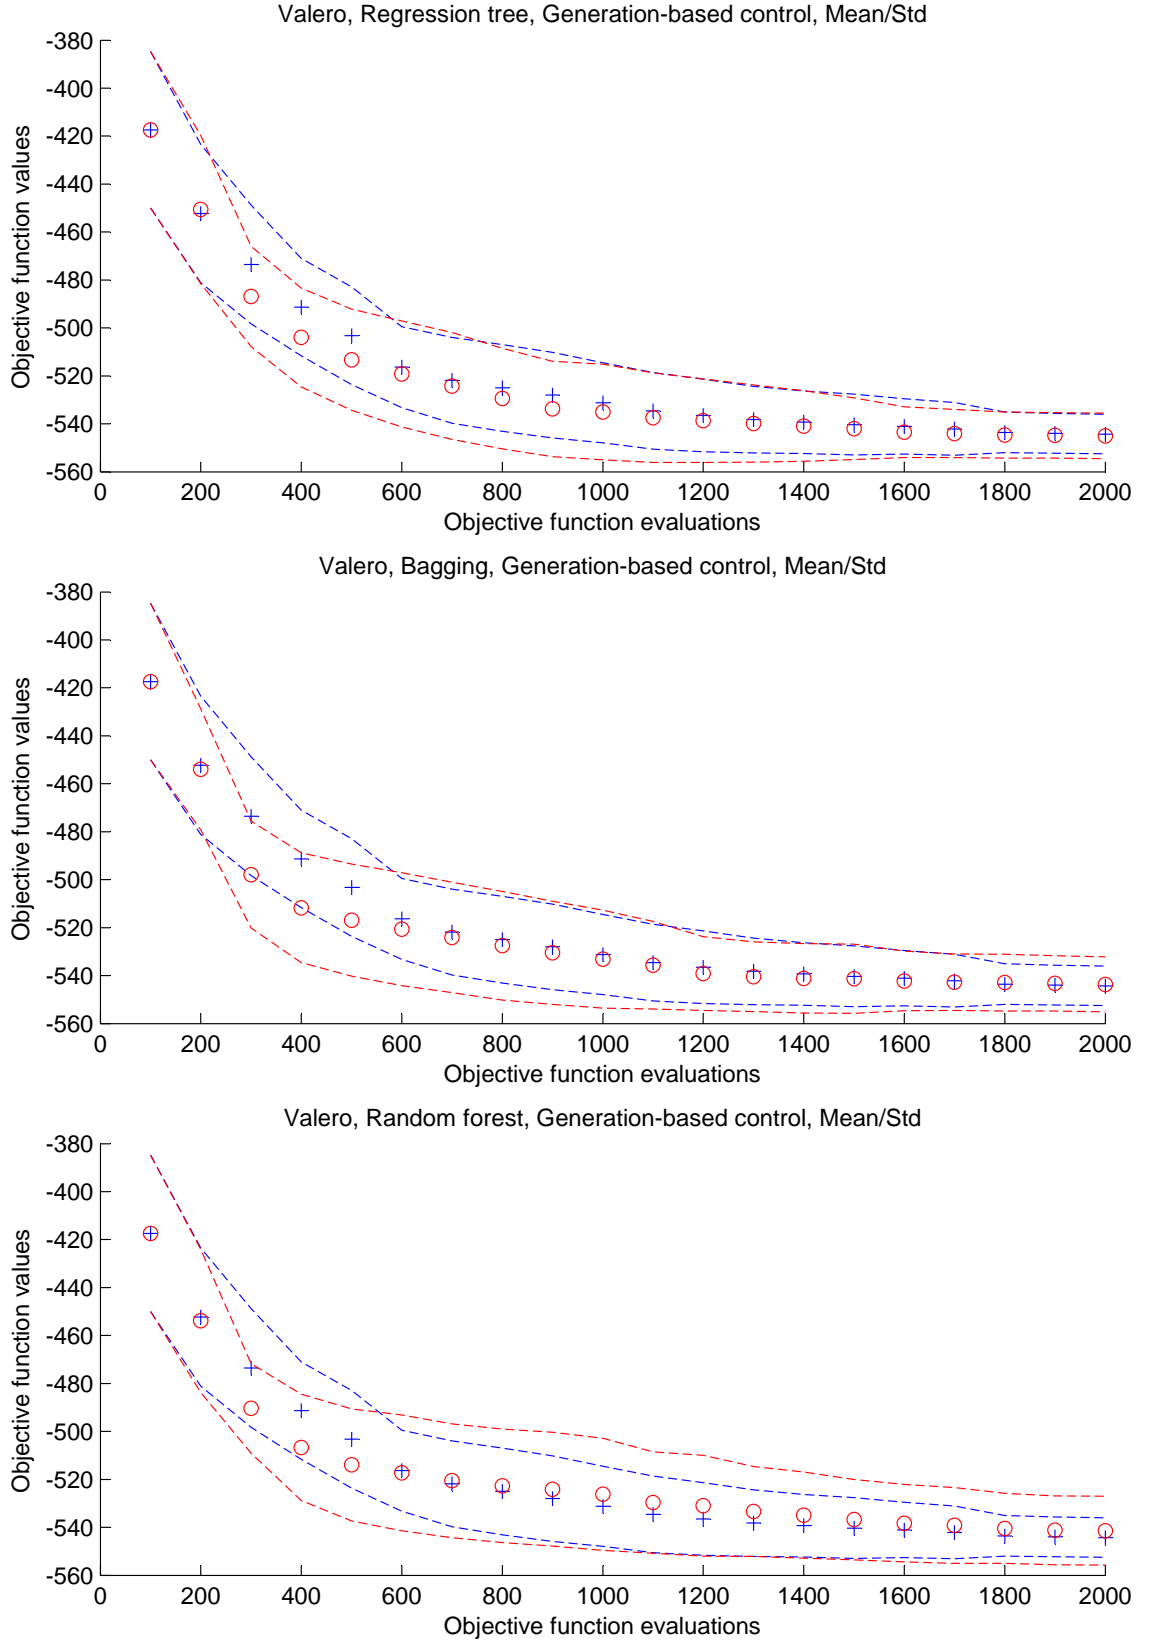 Valero, Regression tree, Generation-based control, Mean/Std
-380
-400
-420
-440
-460
-480
-500
-520
-540
-560
Objective function values
0 200 400 600 800 1000 1200 1400 1600 1800 2000
Objective function evaluations
Valero, Bagging, Generation-based control, Mean/Std
-380
-400
-420
-440
-460
-480
-500
-520
-540
-560
Objective function values
0 200 400 600 800 1000 1200 1400 1600 1800 2000
Objective function evaluations
Valero, Random forest, Generation-based control, Mean/Std
-380
-400
-420
-440
-460
-480
-500
-520
-540
-560
Objective function values
0 200 400 600 800 1000 1200 1400 1600 1800 2000
Objective function evaluations